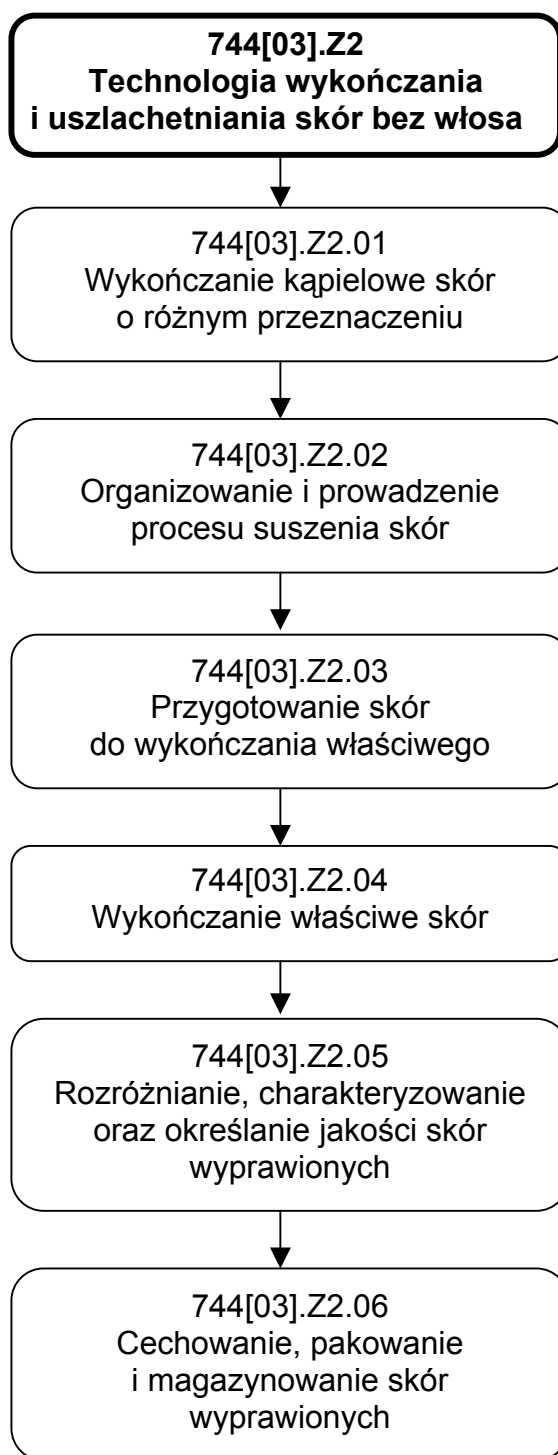 744[03].Z2
Technologia wykończania
i uszlachetniania skór bez włosa
744[03].Z2.01
Wykończanie kąpielowe skór
o różnym przeznaczeniu
744[03].Z2.02
Organizowanie i prowadzenie
procesu suszenia skór
744[03].Z2.03
Przygotowanie skór
do wykończania właściwego
744[03].Z2.04
Wykończanie właściwe skór
744[03].Z2.05
Rozróżnianie, charakteryzowanie
oraz określanie jakości skór
wyprawionych
744[03].Z2.06
Cechowanie, pakowanie
i magazynowanie skór
wyprawionych